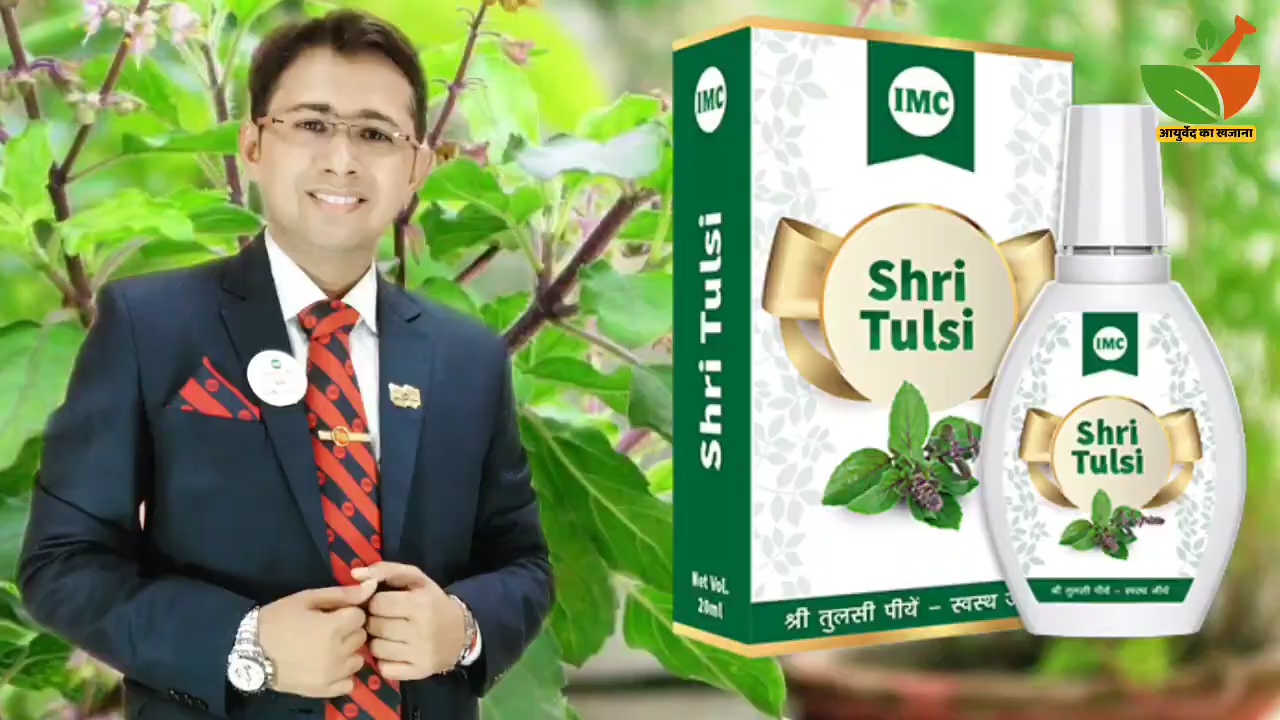 IMC
Shri Tulsi
Net Vol.
20ml
IMC
Shri
Tulsi
श्री तुलसी पीयें – स्वस्थ
IMC
Shri
Tulsi
श्री तुलसी पीयें – स्वस्थ जीयें
आयुर्वेद का खजाना